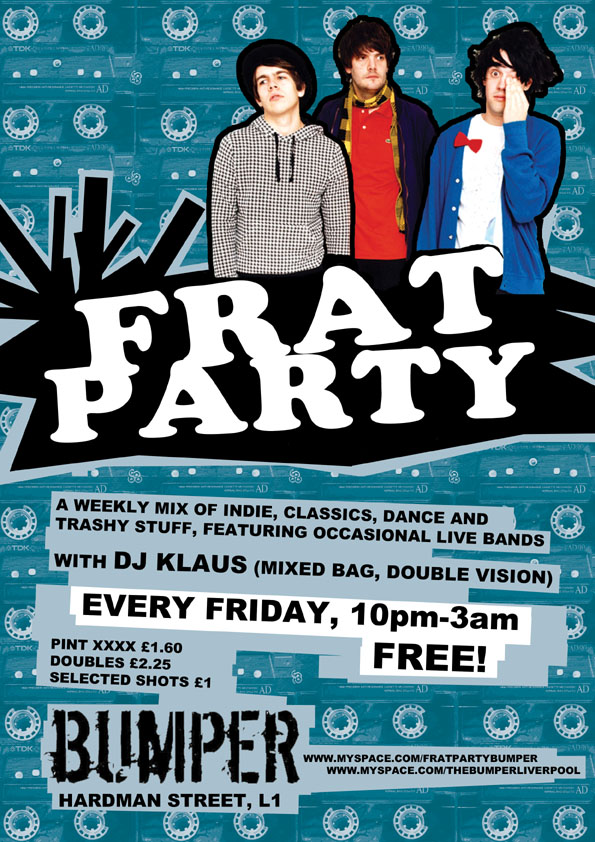 FRAT
PARTY
A WEEKLY MIX OF INDIE, CLASSICS, DANCE AND
TRASHY STUFF, FEATURING OCCASIONAL LIVE BANDS
WITH DJ KLAUS (MIXED BAG, DOUBLE VISION)
EVERY FRIDAY, 10pm-3am
FREE!
PINT XXXX £1.60
DOUBLES £2.25
SELECTED SHOTS £1
BUMPER
HARDMAN STREET, L1
WWW.MYSPACE.COM/FRATPARTYBUMPER
WWW.MYSPACE.COM/THEBUMPERLIVERPOOL